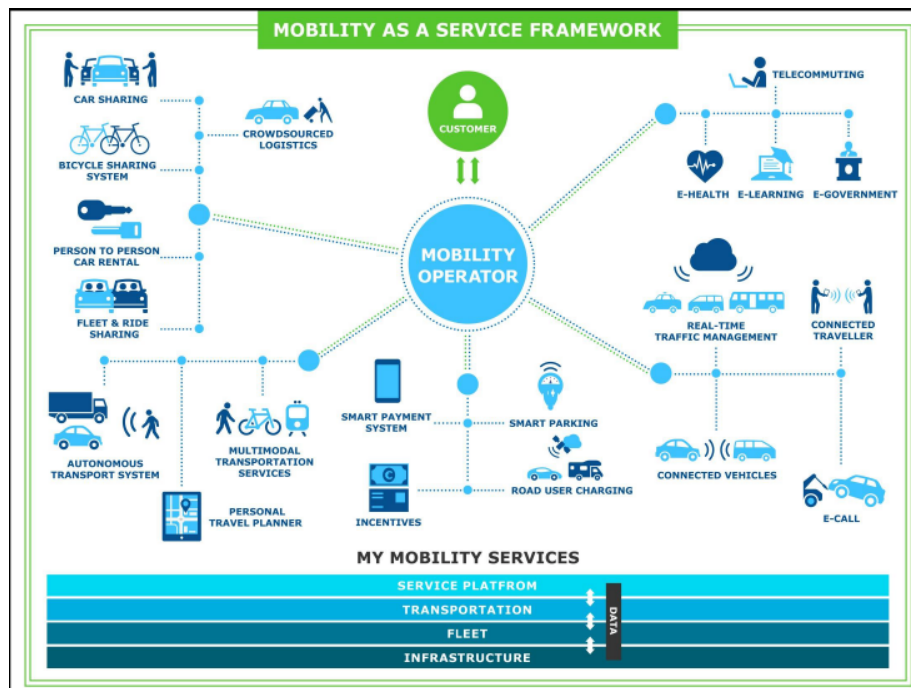 MOBILITY AS A SERVICE FRAMEWORK
CUSTOMER
MOBILITY
OPERATOR
CAR SHARING
CROWDSOURCED
LOGISTICS
BICYCLE SHARING
SYSTEM
PERSON TO PERSON
CAR RENTAL
FLEET & RIDE
SHARING
TELECOMMUTING
E-HEALTH
E-LEARNING
E-GOVERNMENT
REAL-TIME
TRAFFIC MANAGEMENT
CONNECTED
TRAVELLER
CONNECTED VEHICLES
E-CALL
AUTONOMOUS
TRANSPORT SYSTEM
PERSONAL
TRAVEL PLANNER
MULTIMODAL
TRANSPORTATION
SERVICES
SMART PAYMENT
SYSTEM
SMART PARKING
INCENTIVES
ROAD USER CHARGING
MY MOBILITY SERVICES
SERVICE PLATFROM
TRANSPORTATION
FLEET
INFRASTRUCTURE
DATA